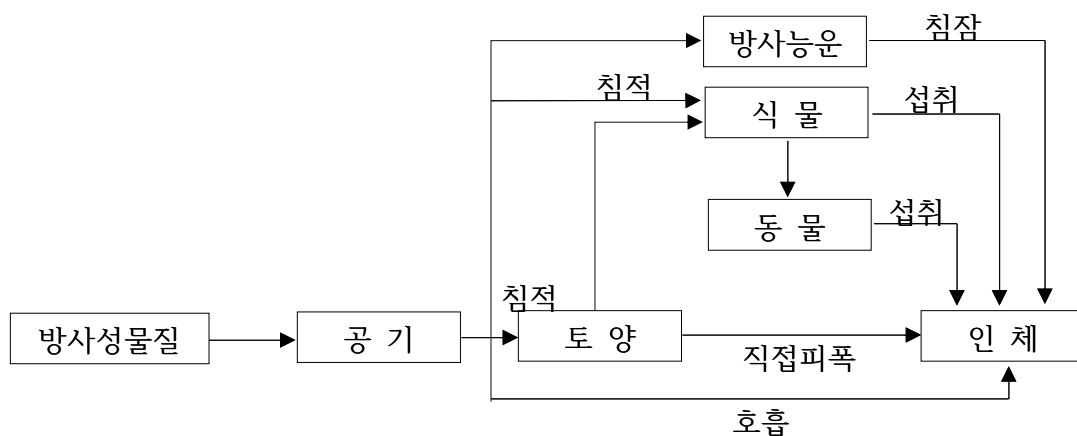 방사능운
침잠
침적
식 물
섭취
동 물
섭취
침적
방사성물질
공 기
토 양
인 체
직접피폭
호흡